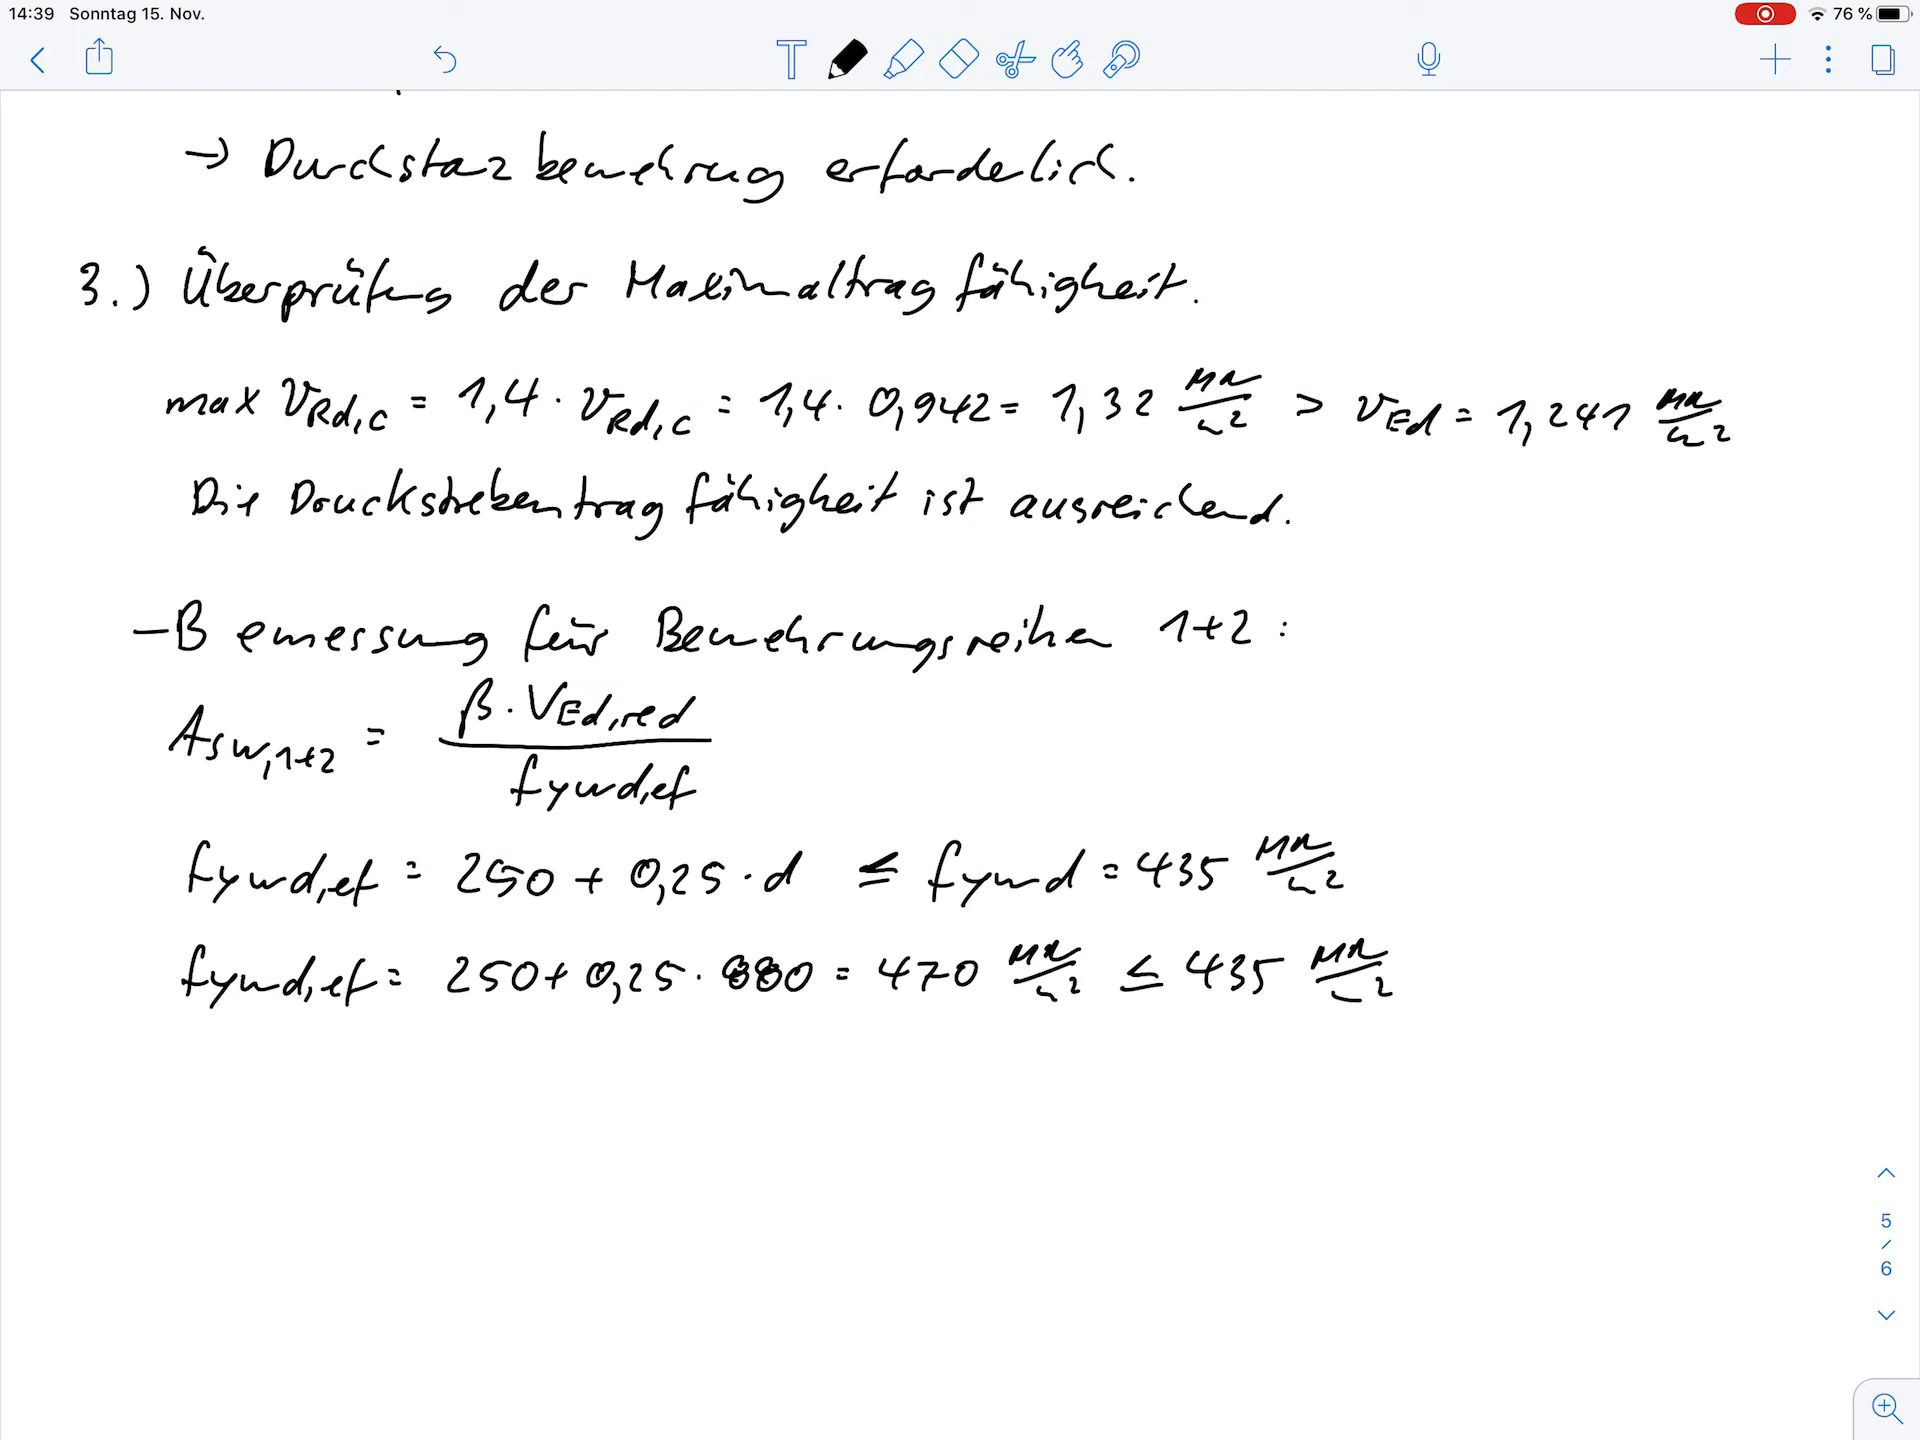 14:39 Sonntag 15. Nov.
76 %
T
→ Durchstanzbewehrung erforderlich.
3.) Überprüfung der Maximaltragfähigkeit.
max vRd,c = 1,4 · vRd,c = 1,4 · 0,942 = 1,32 MN/m² > vEd = 1,241 MN/m²
Die Druckstrebentragfähigkeit ist ausreichend.
– Bemessung für Bewehrungsreihen 1+2 :
Asw,1+2 = β · VEd,red / fywd,ef
fywd,ef = 250 + 0,25 · d ≤ fywd = 435 MN/m²
fywd,ef = 250 + 0,25 · 880 = 470 MN/m² ≤ 435 MN/m²
5
/
6